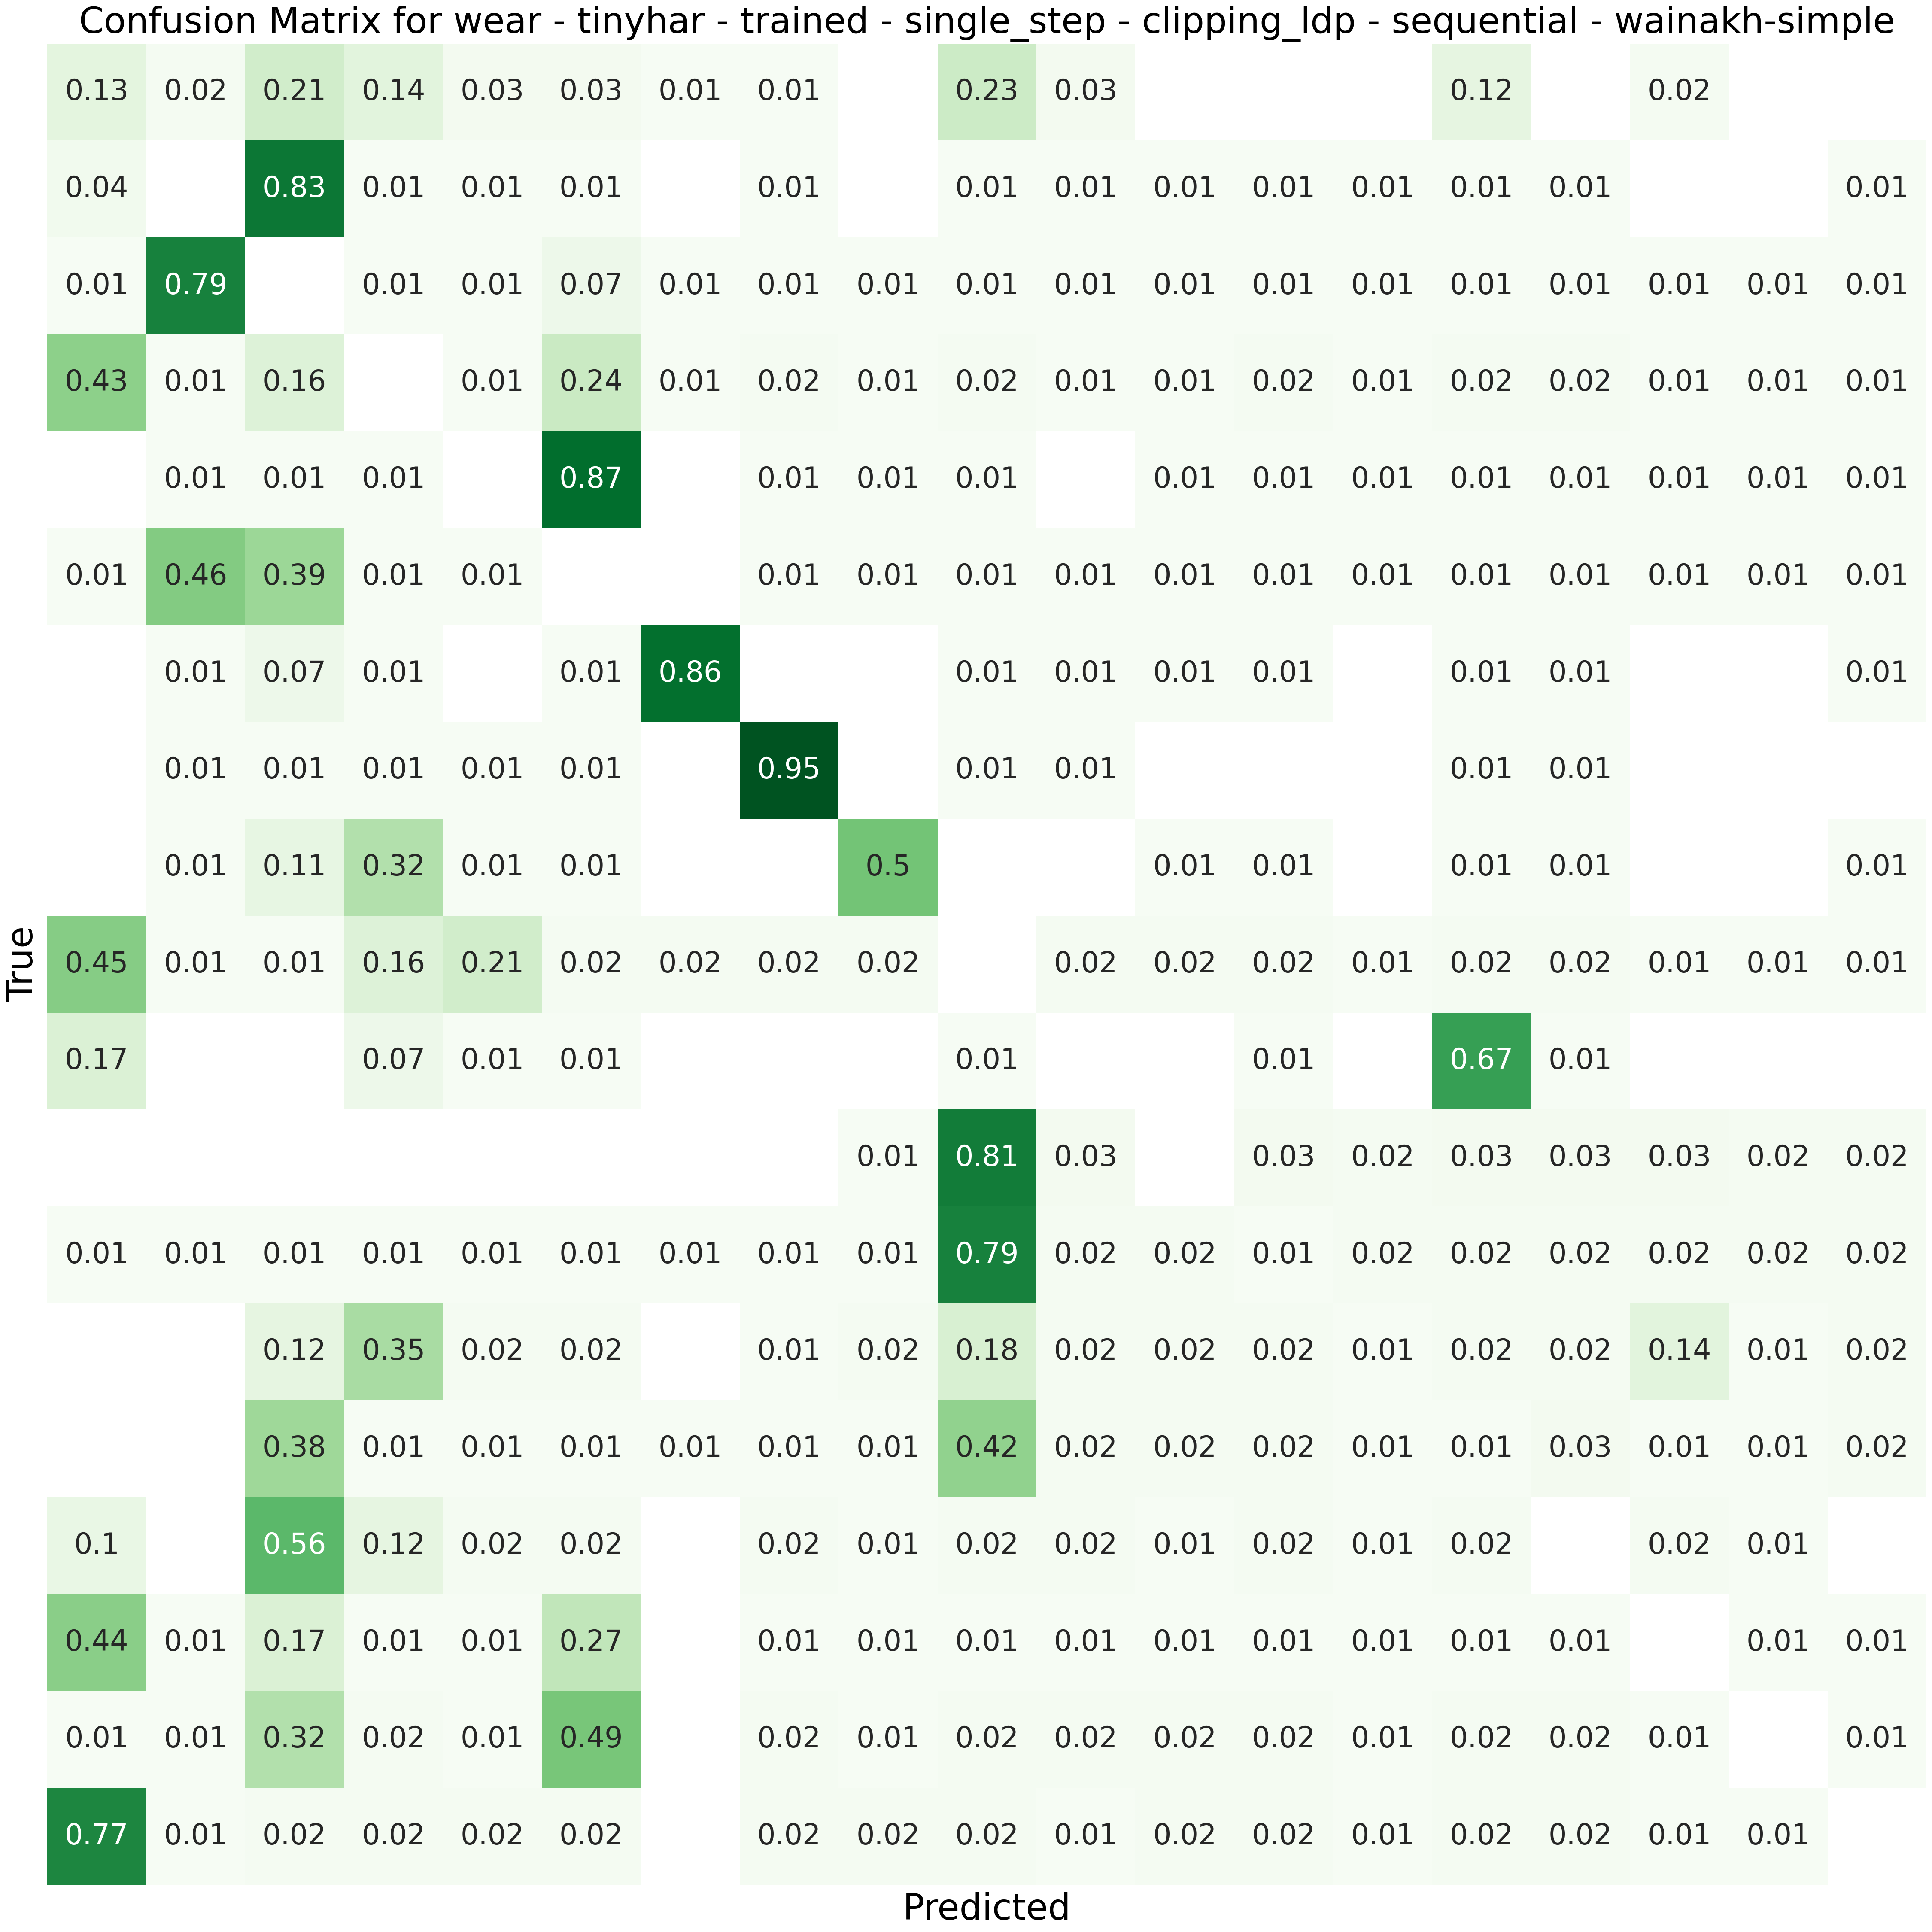 Confusion Matrix for wear - tinyhar - trained - single_step - clipping_ldp - sequential - wainakh-simple
0.13 0.02 0.21 0.14 0.03 0.03 0.01 0.01 0.23 0.03 0.12 0.02
0.04 0.83 0.01 0.01 0.01 0.01 0.01 0.01 0.01 0.01 0.01 0.01 0.01 0.01
0.01 0.79 0.01 0.01 0.07 0.01 0.01 0.01 0.01 0.01 0.01 0.01 0.01 0.01 0.01 0.01 0.01 0.01
0.43 0.01 0.16 0.01 0.24 0.01 0.02 0.01 0.02 0.01 0.01 0.02 0.01 0.02 0.02 0.01 0.01 0.01
0.01 0.01 0.01 0.87 0.01 0.01 0.01 0.01 0.01 0.01 0.01 0.01 0.01 0.01 0.01
0.01 0.46 0.39 0.01 0.01 0.01 0.01 0.01 0.01 0.01 0.01 0.01 0.01 0.01 0.01 0.01 0.01
0.01 0.07 0.01 0.01 0.86 0.01 0.01 0.01 0.01 0.01 0.01 0.01
0.01 0.01 0.01 0.01 0.01 0.95 0.01 0.01 0.01 0.01
0.01 0.11 0.32 0.01 0.01 0.5 0.01 0.01 0.01 0.01 0.01
True
0.45 0.01 0.01 0.16 0.21 0.02 0.02 0.02 0.02 0.02 0.02 0.02 0.01 0.02 0.02 0.01 0.01 0.01
0.17 0.07 0.01 0.01 0.01 0.01 0.67 0.01
0.01 0.81 0.03 0.03 0.02 0.03 0.03 0.03 0.02 0.02
0.01 0.01 0.01 0.01 0.01 0.01 0.01 0.01 0.01 0.79 0.02 0.02 0.01 0.02 0.02 0.02 0.02 0.02 0.02
0.12 0.35 0.02 0.02 0.01 0.02 0.18 0.02 0.02 0.02 0.01 0.02 0.02 0.14 0.01 0.02
0.38 0.01 0.01 0.01 0.01 0.01 0.01 0.42 0.02 0.02 0.02 0.01 0.01 0.03 0.01 0.01 0.02
0.1 0.56 0.12 0.02 0.02 0.02 0.01 0.02 0.02 0.01 0.02 0.01 0.02 0.02 0.01
0.44 0.01 0.17 0.01 0.01 0.27 0.01 0.01 0.01 0.01 0.01 0.01 0.01 0.01 0.01 0.01 0.01
0.01 0.01 0.32 0.02 0.01 0.49 0.02 0.01 0.02 0.02 0.02 0.02 0.01 0.02 0.02 0.01 0.01
0.77 0.01 0.02 0.02 0.02 0.02 0.02 0.02 0.02 0.01 0.02 0.02 0.01 0.02 0.02 0.01 0.01
Predicted